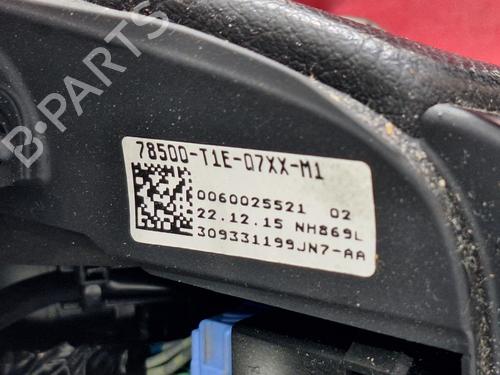 B-PARTS
78500-T1E-Q7XX-M1
0060025521 02
22.12.15 NH869L
309331199JN7-AA